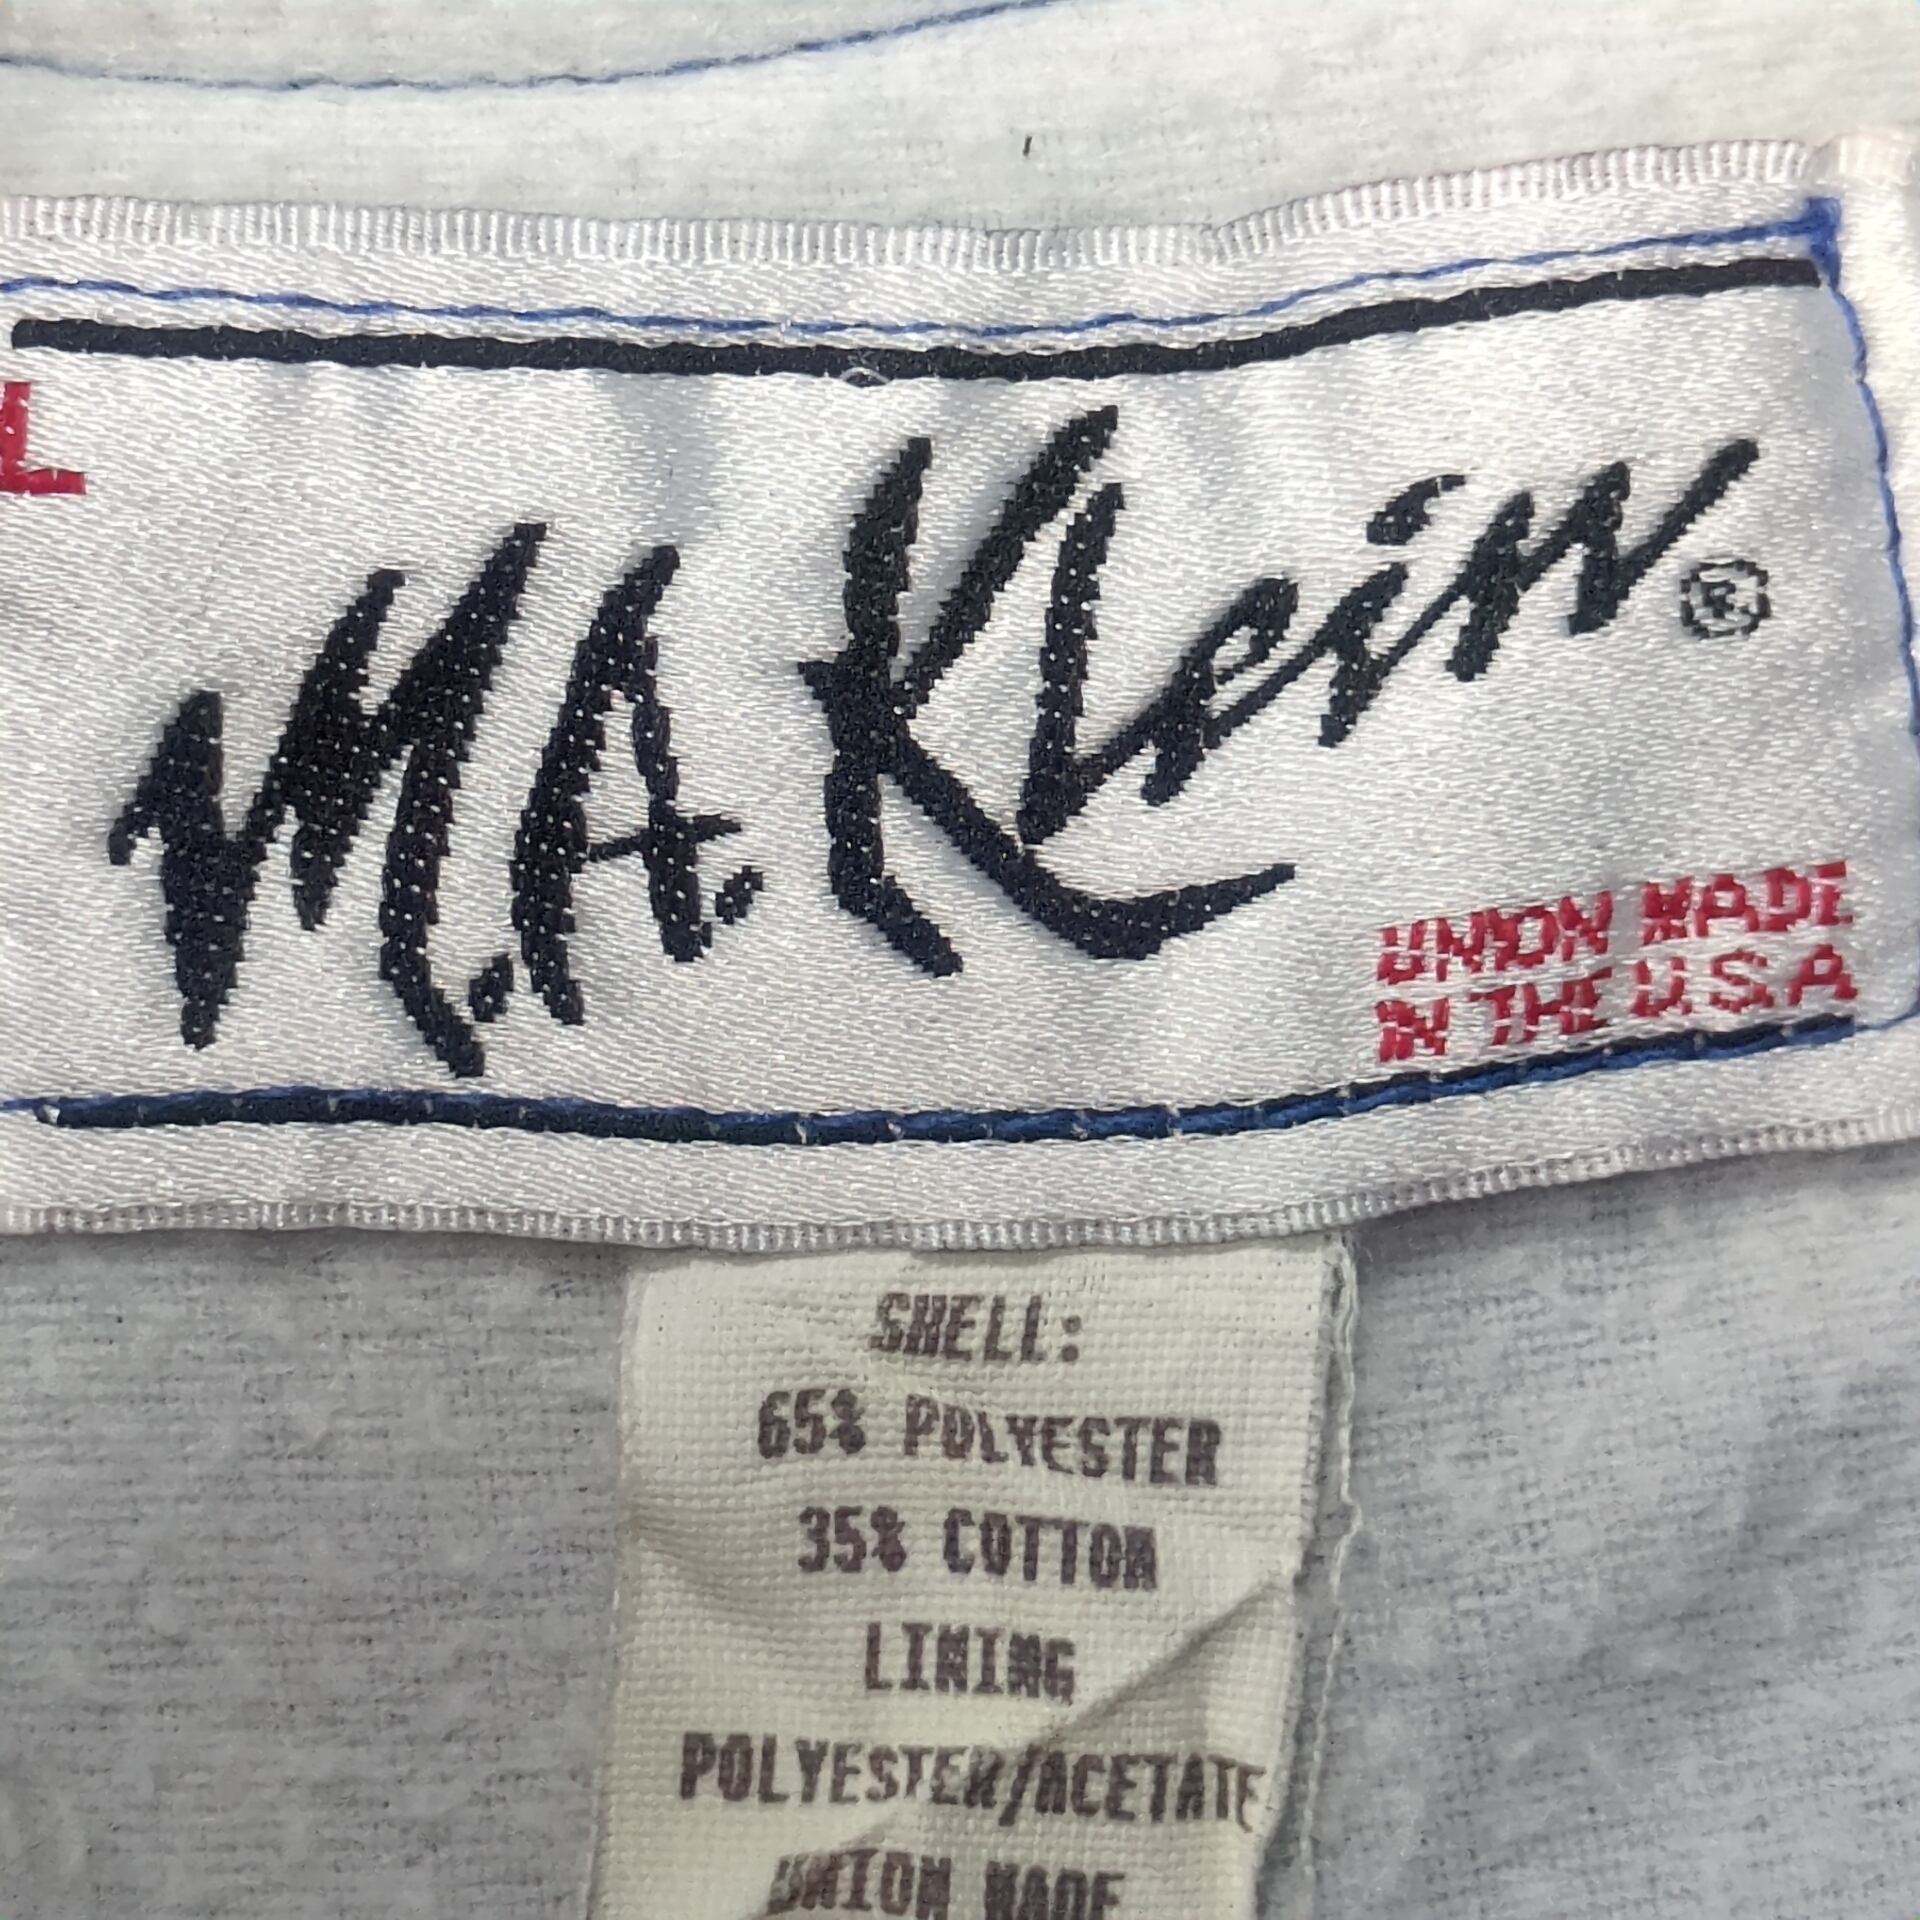 L
M.A. Klein ®
UNION MADE
IN THE U.S.A
SHELL:
65% POLYESTER
35% COTTON
LINING
POLYESTER/ACETATE
UNION MADE